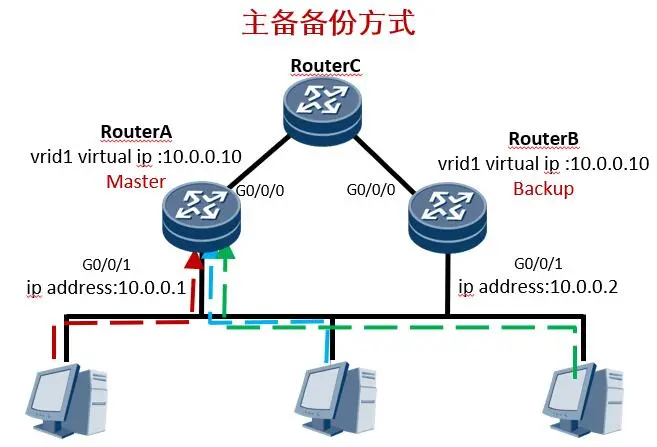 主备备份方式
RouterC
RouterA
vrid1 virtual ip :10.0.0.10
Master
RouterB
vrid1 virtual ip :10.0.0.10
Backup
G0/0/0
G0/0/0
G0/0/1
ip address:10.0.0.1
G0/0/1
ip address:10.0.0.2